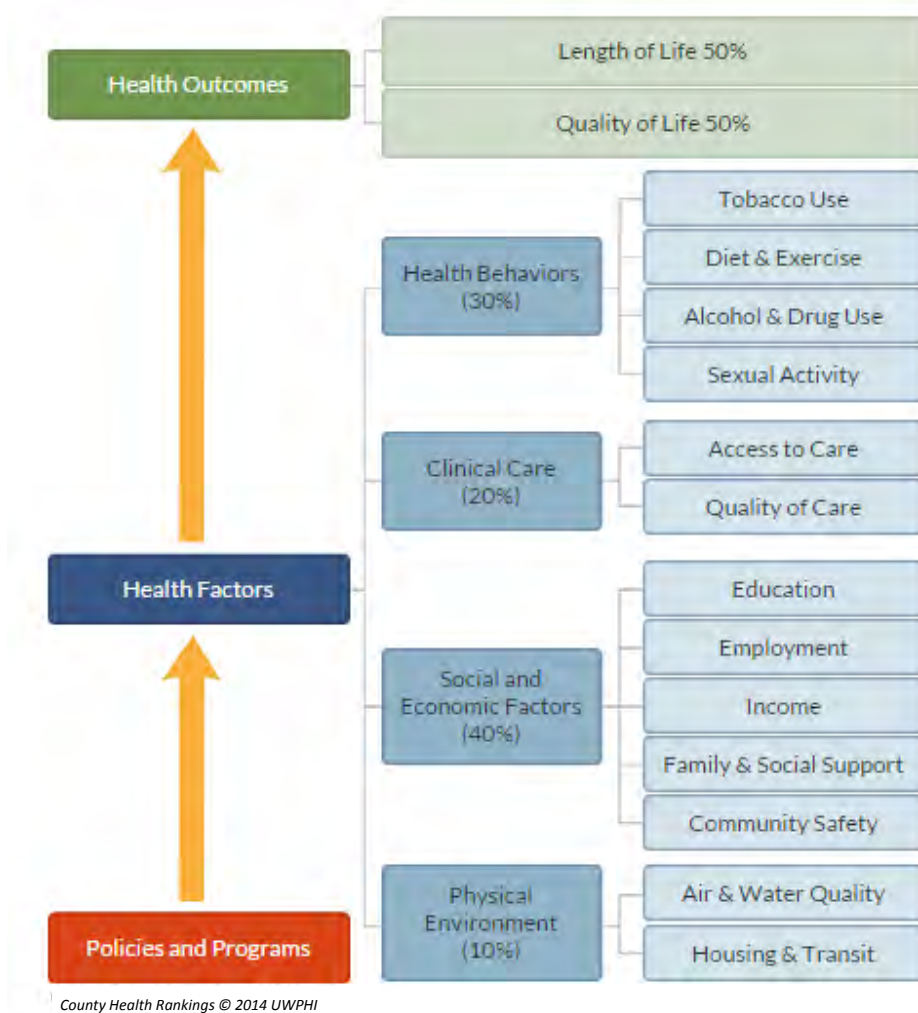 Health Outcomes
Length of Life 50%
Quality of Life 50%
Health Behaviors
(30%)
Tobacco Use
Diet & Exercise
Alcohol & Drug Use
Sexual Activity
Clinical Care
(20%)
Access to Care
Quality of Care
Health Factors
Social and
Economic Factors
(40%)
Education
Employment
Income
Family & Social Support
Community Safety
Physical
Environment
(10%)
Air & Water Quality
Housing & Transit
Policies and Programs
County Health Rankings © 2014 UWPHI